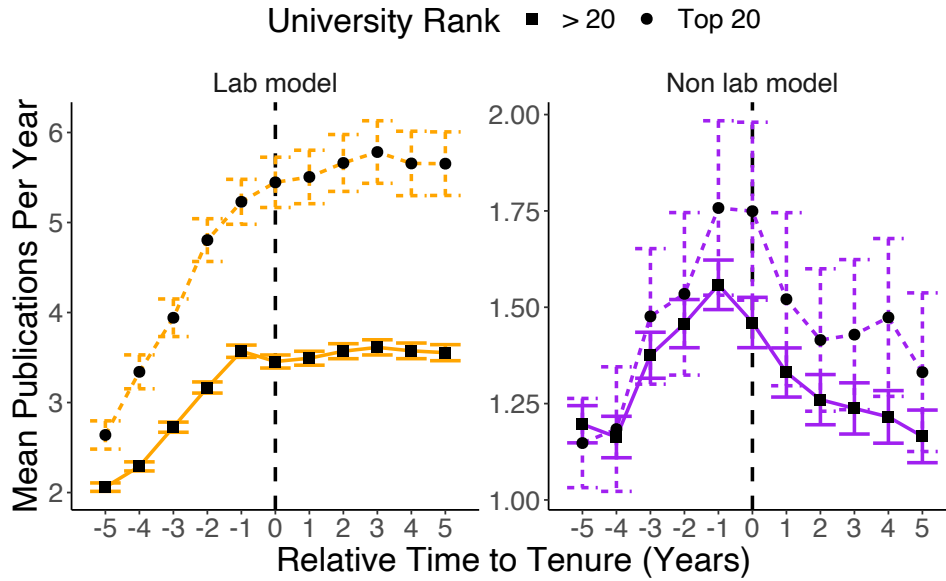 University Rank > 20 Top 20
Lab model
Non lab model
Mean Publications Per Year
6
5
4
3
2
2.00
1.75
1.50
1.25
1.00
-5 -4 -3 -2 -1 0 1 2 3 4 5
-5 -4 -3 -2 -1 0 1 2 3 4 5
Relative Time to Tenure (Years)